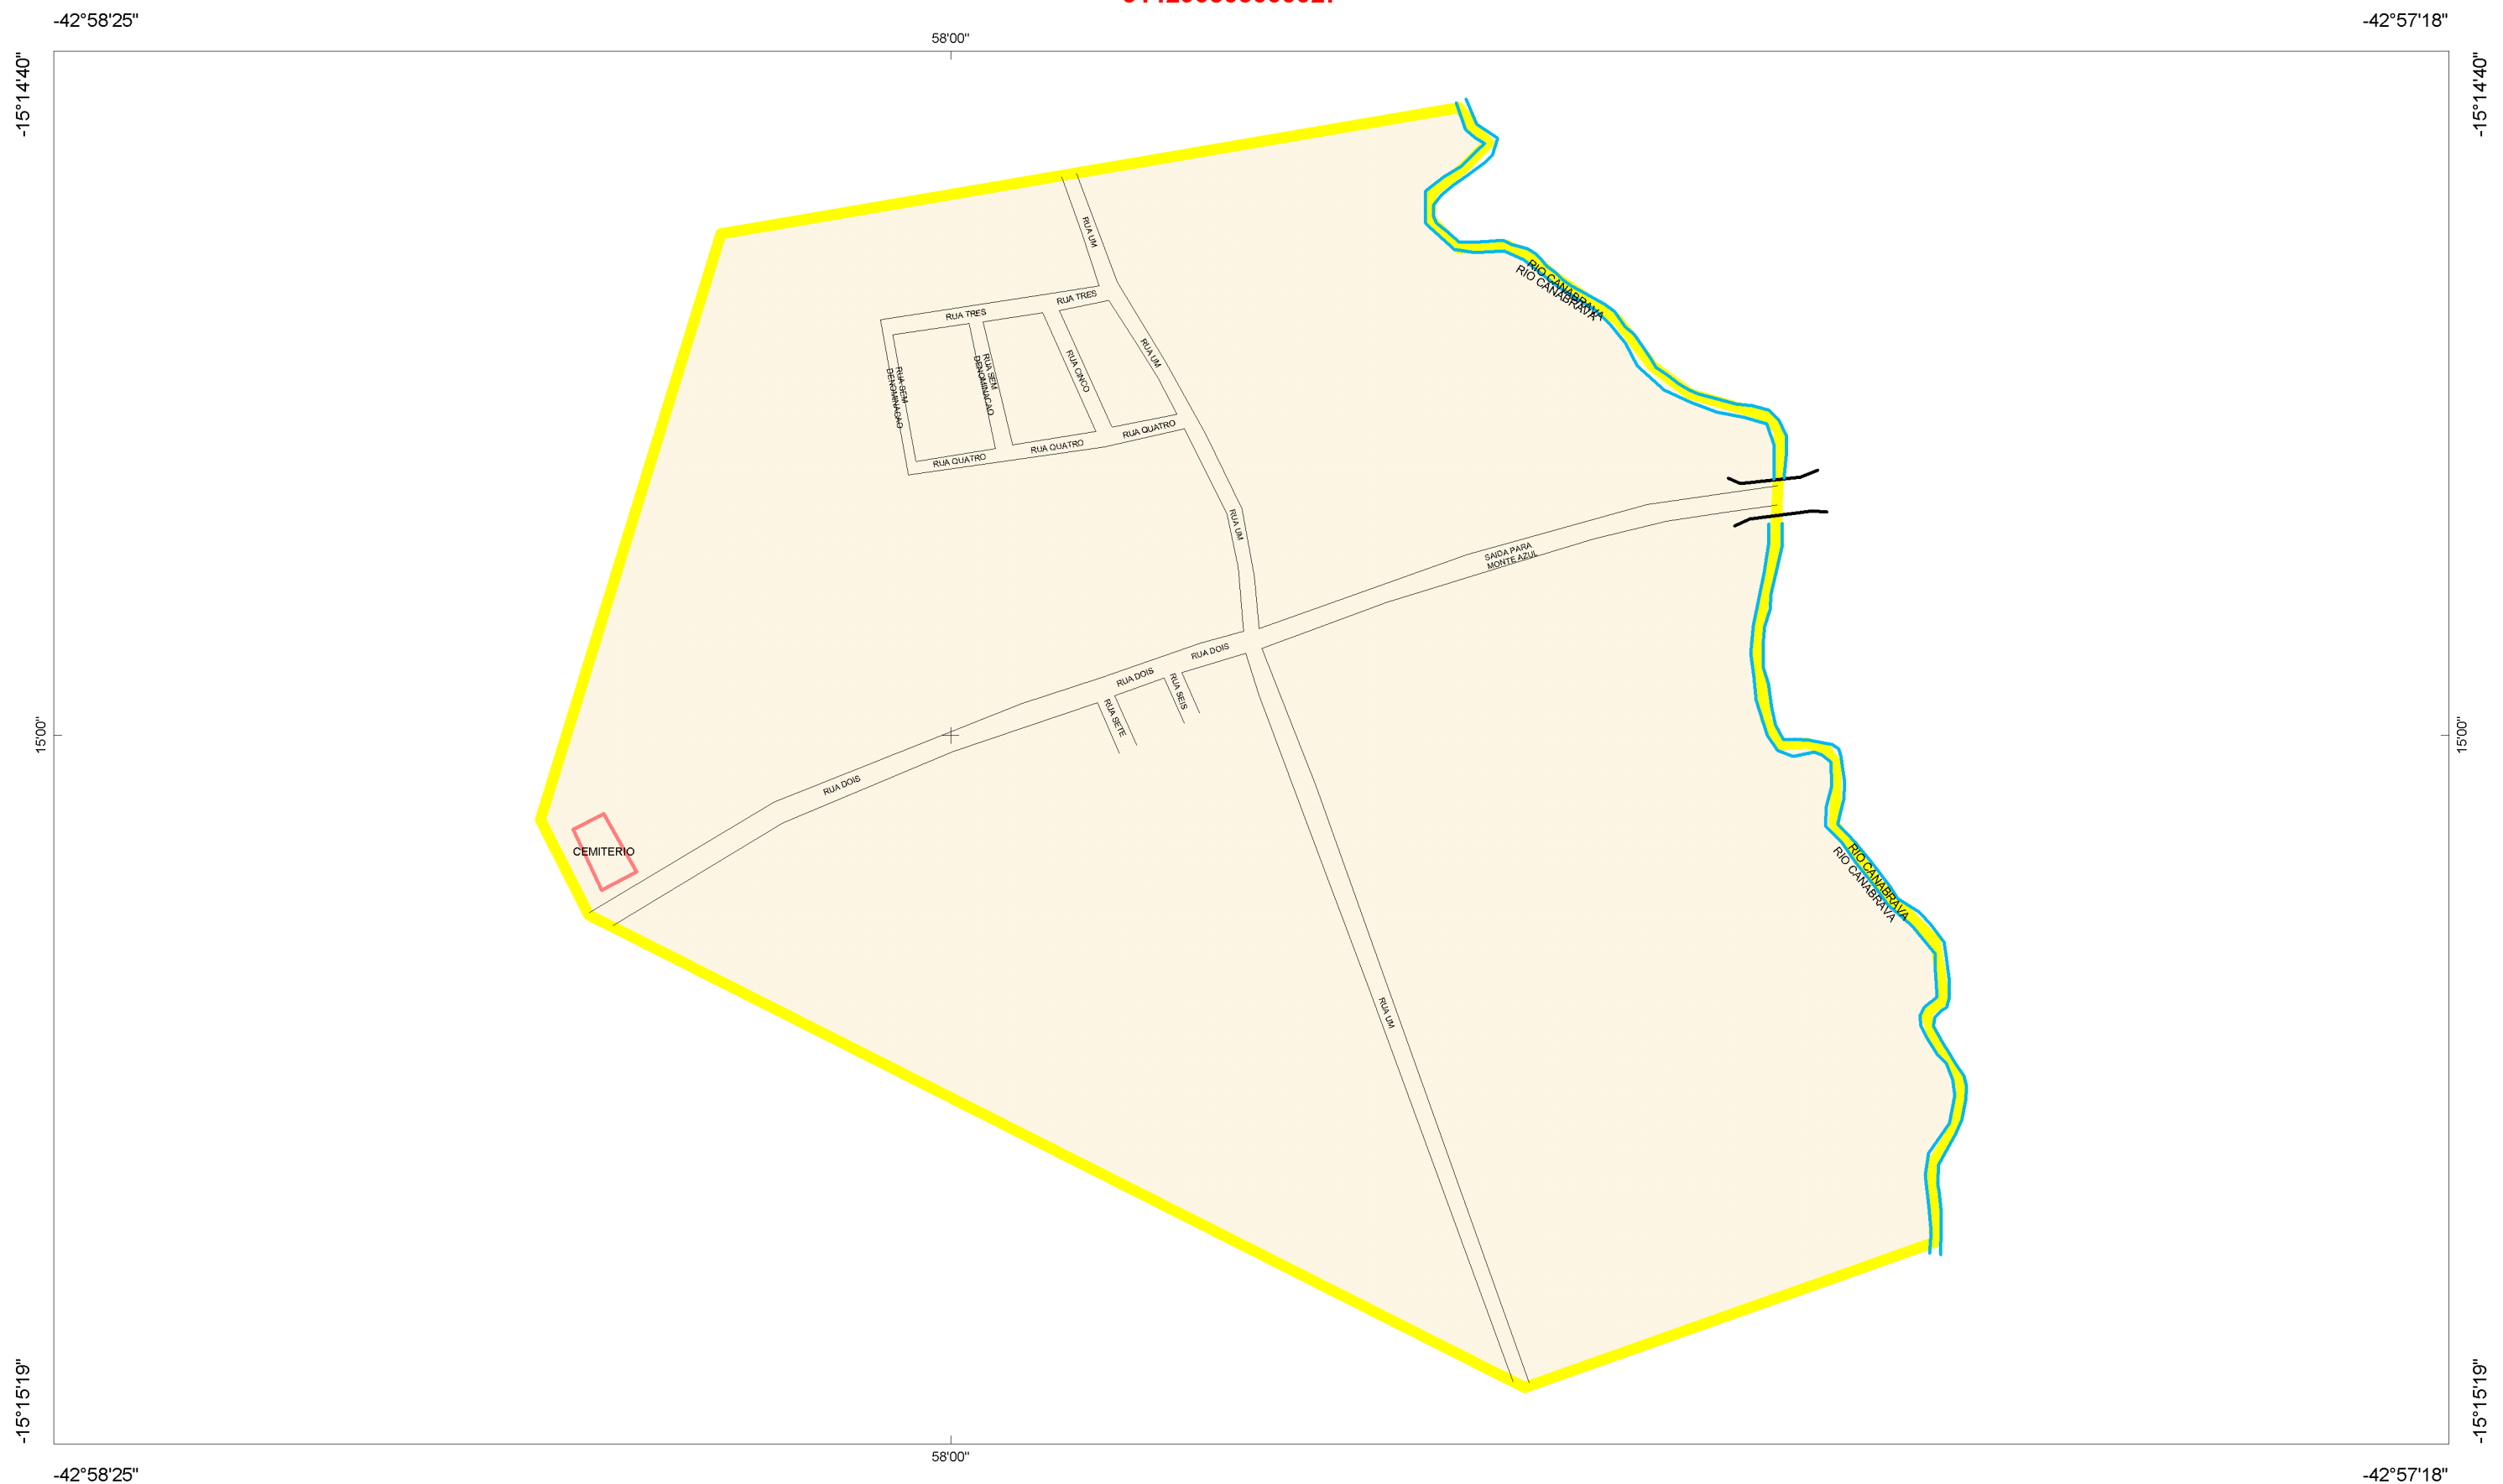 -42°58'25"
-42°57'18"
58'00"
-15°14'40"
-15°14'40"
RUA UM
RIO CANABRAVA
RIO CANABRAVA
RUA TRES
RUA TRES
RUA UM
RUA SEM
DENOMINACAO
RUA SEM
DENOMINACAO
RUA CINCO
RUA QUATRO
RUA QUATRO
RUA QUATRO
RUA UM
SAIDA PARA
MONTE AZUL
RUA DOIS
RUA DOIS
RUA SEIS
RUA SETE
15'00"
15'00"
RUA DOIS
CEMITERIO
RIO CANABRAVA
RIO CANABRAVA
RUA UM
-15°15'19"
-15°15'19"
58'00"
-42°58'25"
-42°57'18"